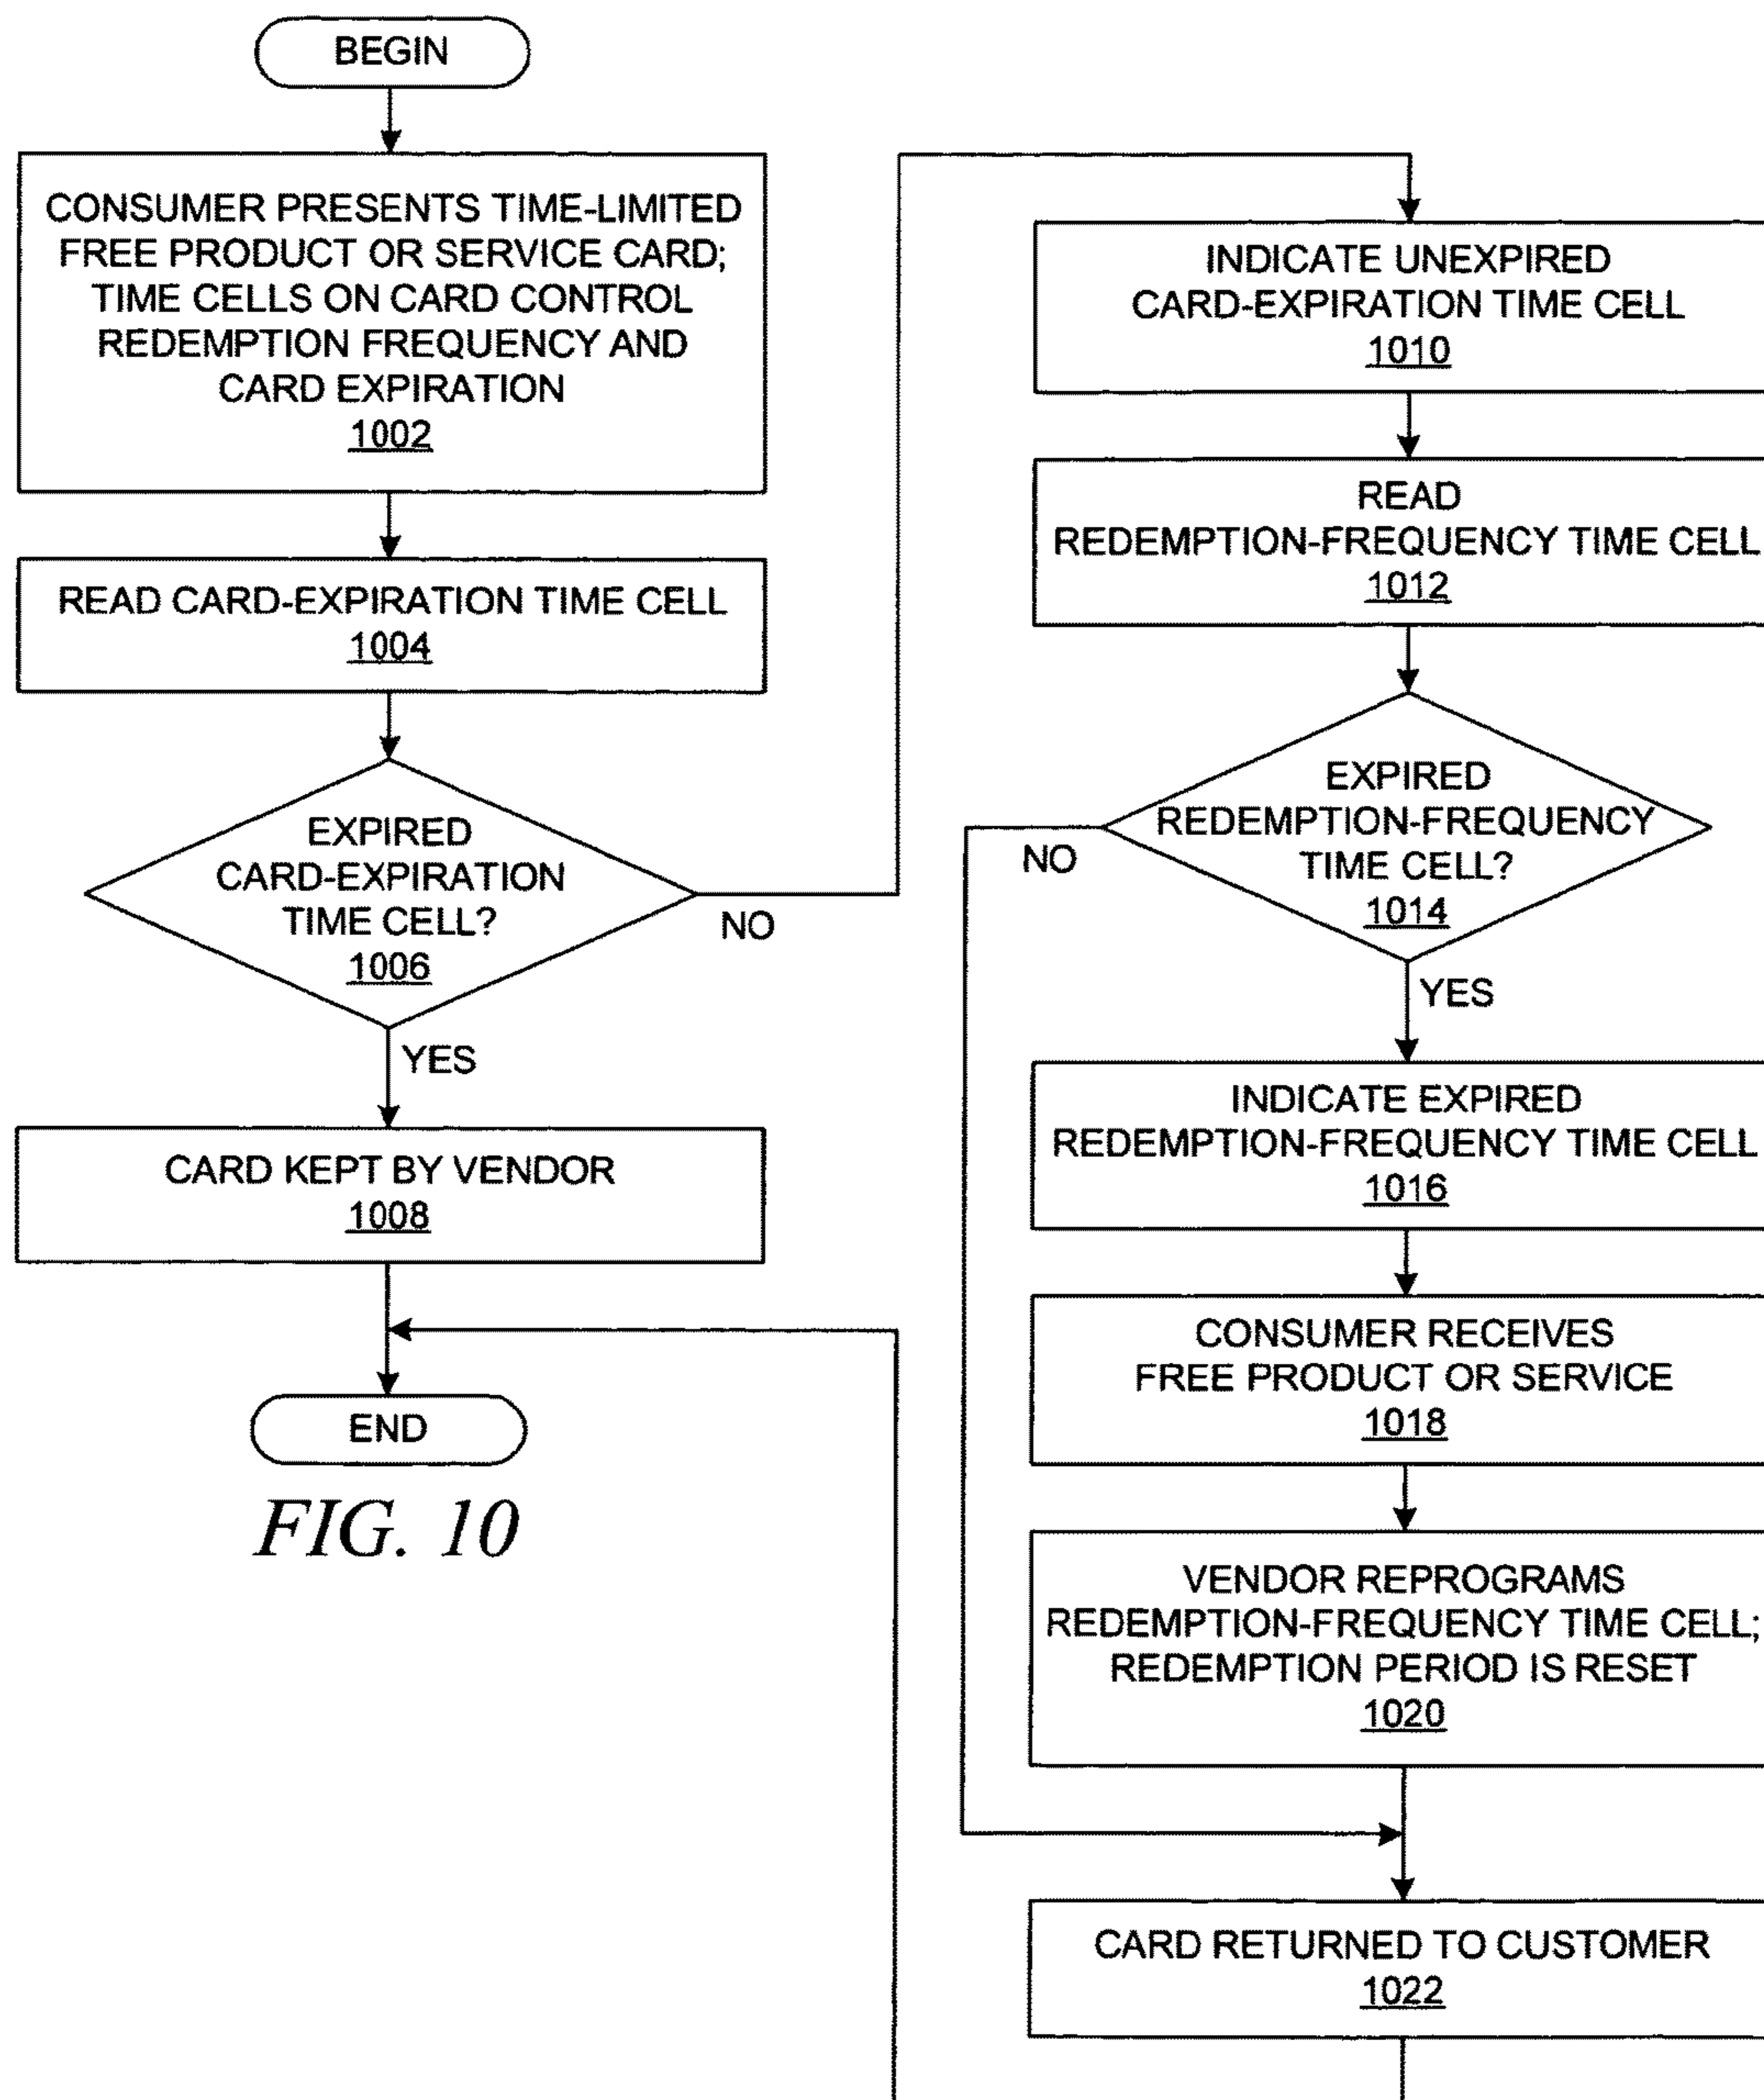 BEGIN
CONSUMER PRESENTS TIME-LIMITED
FREE PRODUCT OR SERVICE CARD;
TIME CELLS ON CARD CONTROL
REDEMPTION FREQUENCY AND
CARD EXPIRATION
1002
READ CARD-EXPIRATION TIME CELL
1004
EXPIRED
CARD-EXPIRATION
TIME CELL?
1006
NO
YES
CARD KEPT BY VENDOR
1008
END
FIG. 10
INDICATE UNEXPIRED
CARD-EXPIRATION TIME CELL
1010
READ
REDEMPTION-FREQUENCY TIME CELL
1012
EXPIRED
REDEMPTION-FREQUENCY
TIME CELL?
1014
NO
YES
INDICATE EXPIRED
REDEMPTION-FREQUENCY TIME CELL
1016
CONSUMER RECEIVES
FREE PRODUCT OR SERVICE
1018
VENDOR REPROGRAMS
REDEMPTION-FREQUENCY TIME CELL;
REDEMPTION PERIOD IS RESET
1020
CARD RETURNED TO CUSTOMER
1022